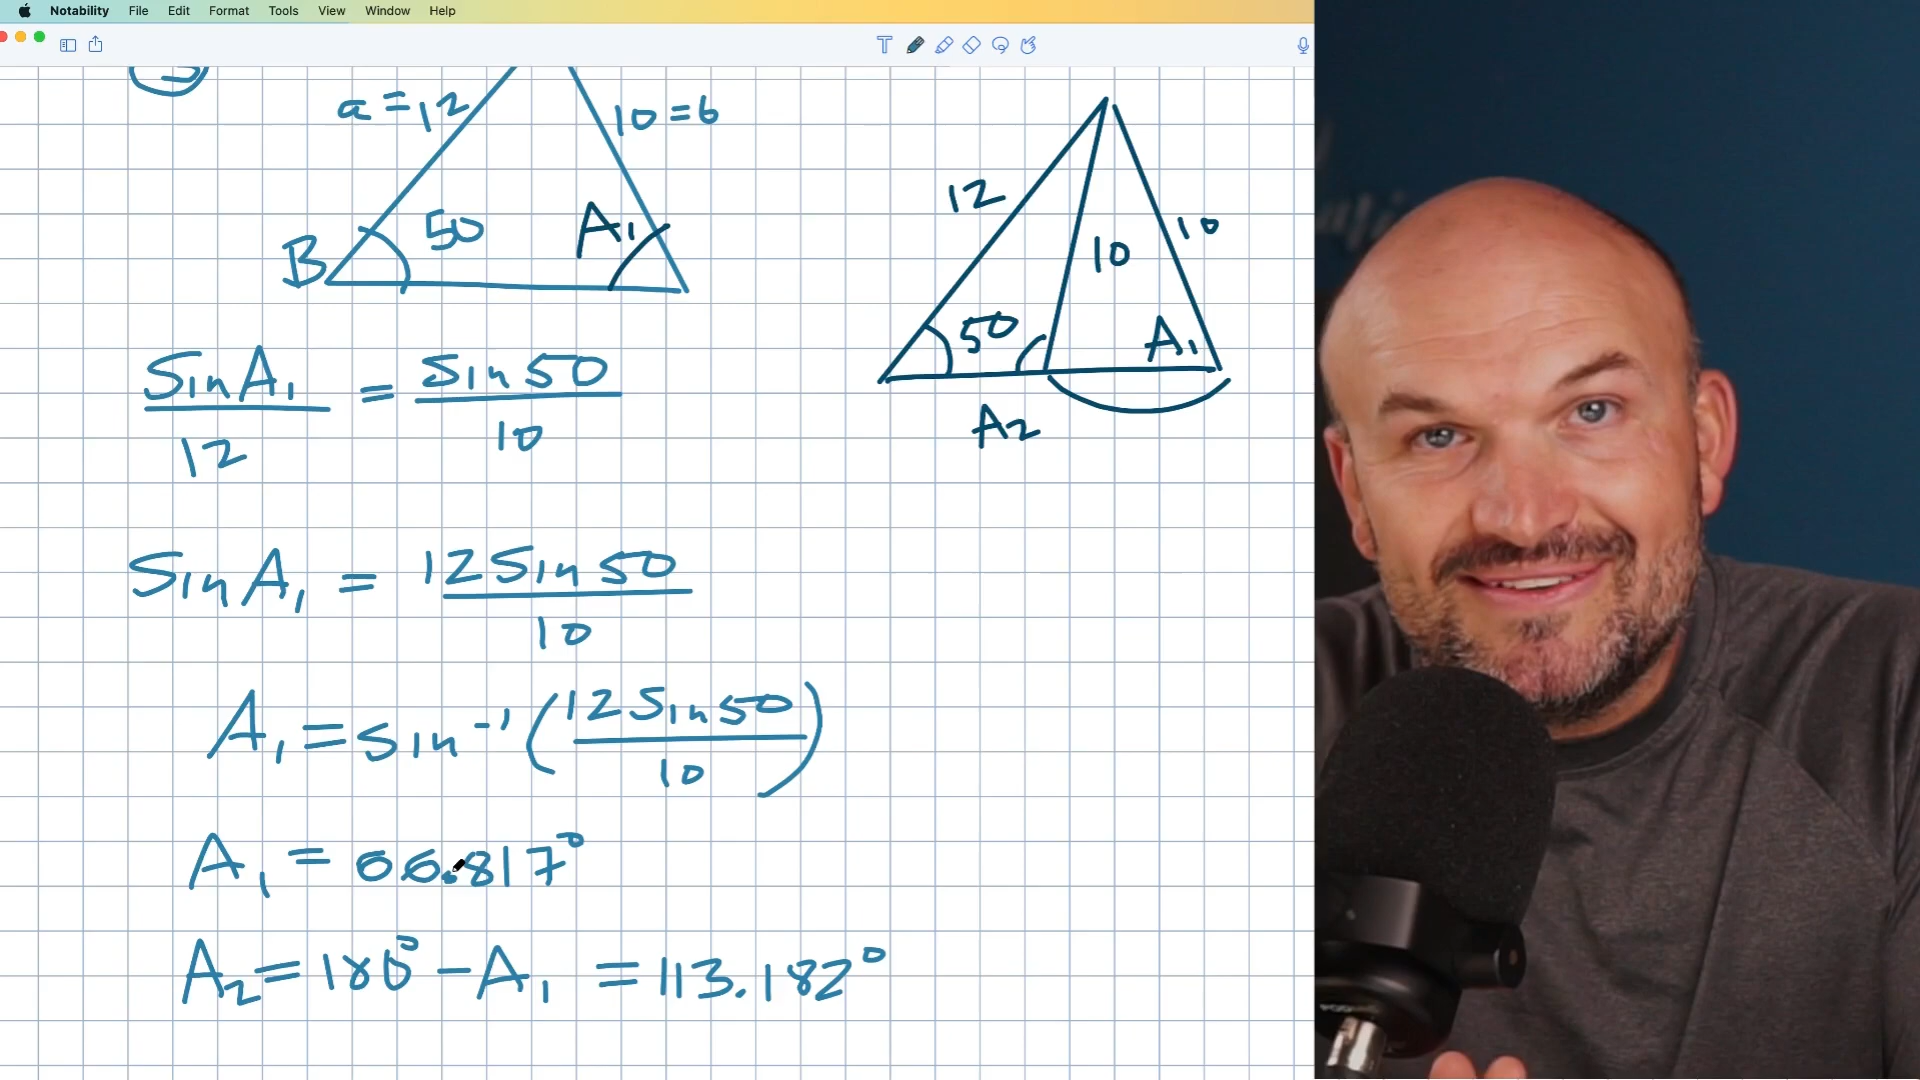 Notability File Edit Format Tools View Window Help
a = 12
10 = b
B
50
A₁
12
10
10
50
A₁
A₂
sin A₁ / 12 = sin 50 / 10
sin A₁ = 12 sin 50 / 10
A₁ = sin⁻¹ (12 sin 50 / 10)
A₁ = 66.817°
A₂ = 180° - A₁ = 113.182°